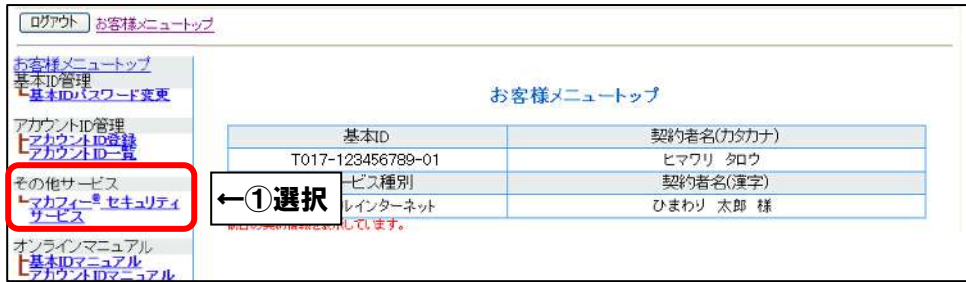 ログアウト お客様メニュートップ
お客様メニュートップ
基本ID管理
基本IDパスワード変更
アカウントID管理
アカウントID登録
アカウントID一覧
その他サービス
マカフィー® セキュリティ
サービス
オンラインマニュアル
基本IDマニュアル
アカウントIDマニュアル
←①選択
お客様メニュートップ
基本ID 契約者名(カタカナ)
T017-123456789-01 ヒマワリ タロウ
ービス種別 契約者名(漢字)
レインターネット ひまわり 太郎 様
しています。